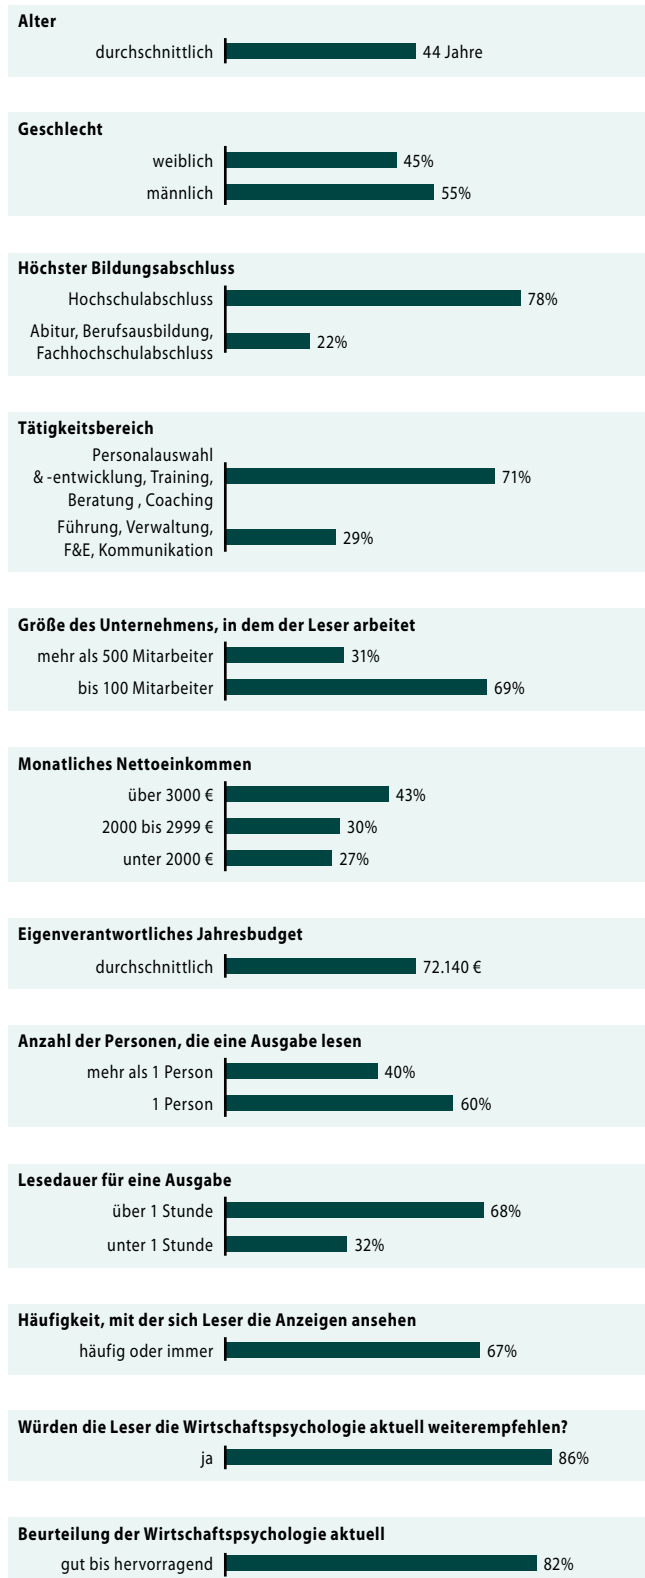 Alter
durchschnittlich 44 Jahre
Geschlecht
weiblich 45%
männlich 55%
Höchster Bildungsabschluss
Hochschulabschluss 78%
Abitur, Berufsausbildung,
Fachhochschulabschluss 22%
Tätigkeitsbereich
Personalauswahl
& -entwicklung, Training, 71%
Beratung , Coaching
Führung, Verwaltung,
F&E, Kommunikation 29%
Größe des Unternehmens, in dem der Leser arbeitet
mehr als 500 Mitarbeiter 31%
bis 100 Mitarbeiter 69%
Monatliches Nettoeinkommen
über 3000 € 43%
2000 bis 2999 € 30%
unter 2000 € 27%
Eigenverantwortliches Jahresbudget
durchschnittlich 72.140 €
Anzahl der Personen, die eine Ausgabe lesen
mehr als 1 Person 40%
1 Person 60%
Lesedauer für eine Ausgabe
über 1 Stunde 68%
unter 1 Stunde 32%
Häufigkeit, mit der sich Leser die Anzeigen ansehen
häufig oder immer 67%
Würden die Leser die Wirtschaftspsychologie aktuell weiterempfehlen?
ja 86%
Beurteilung der Wirtschaftspsychologie aktuell
gut bis hervorragend 82%